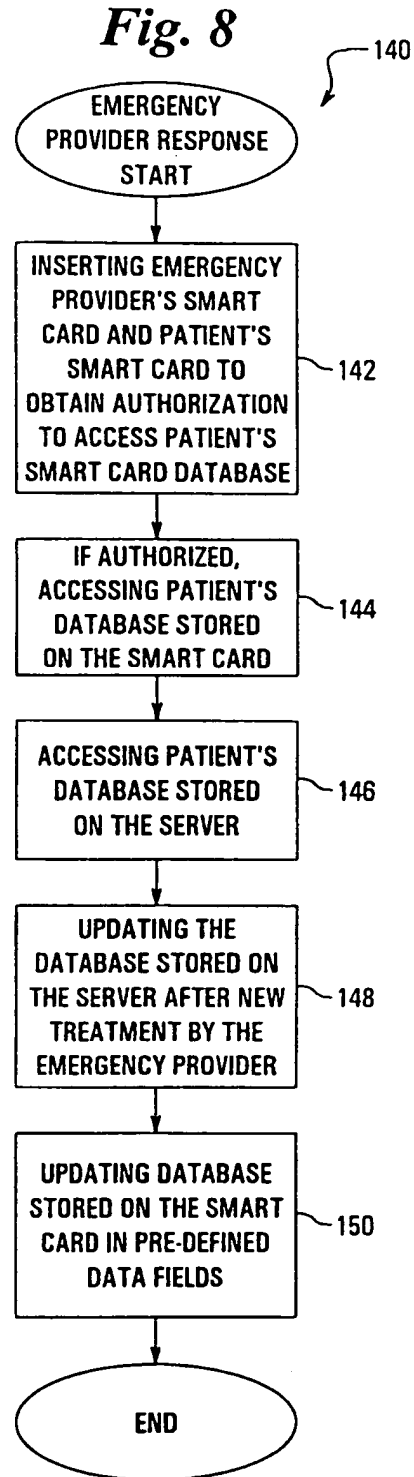 Fig. 8
140
EMERGENCY
PROVIDER RESPONSE
START
INSERTING EMERGENCY
PROVIDER'S SMART
CARD AND PATIENT'S
SMART CARD TO
OBTAIN AUTHORIZATION
TO ACCESS PATIENT'S
SMART CARD DATABASE
142
IF AUTHORIZED,
ACCESSING PATIENT'S
DATABASE STORED
ON THE SMART CARD
144
ACCESSING PATIENT'S
DATABASE STORED
ON THE SERVER
146
UPDATING THE
DATABASE STORED ON
THE SERVER AFTER NEW
TREATMENT BY THE
EMERGENCY PROVIDER
148
UPDATING DATABASE
STORED ON THE SMART
CARD IN PRE-DEFINED
DATA FIELDS
150
END